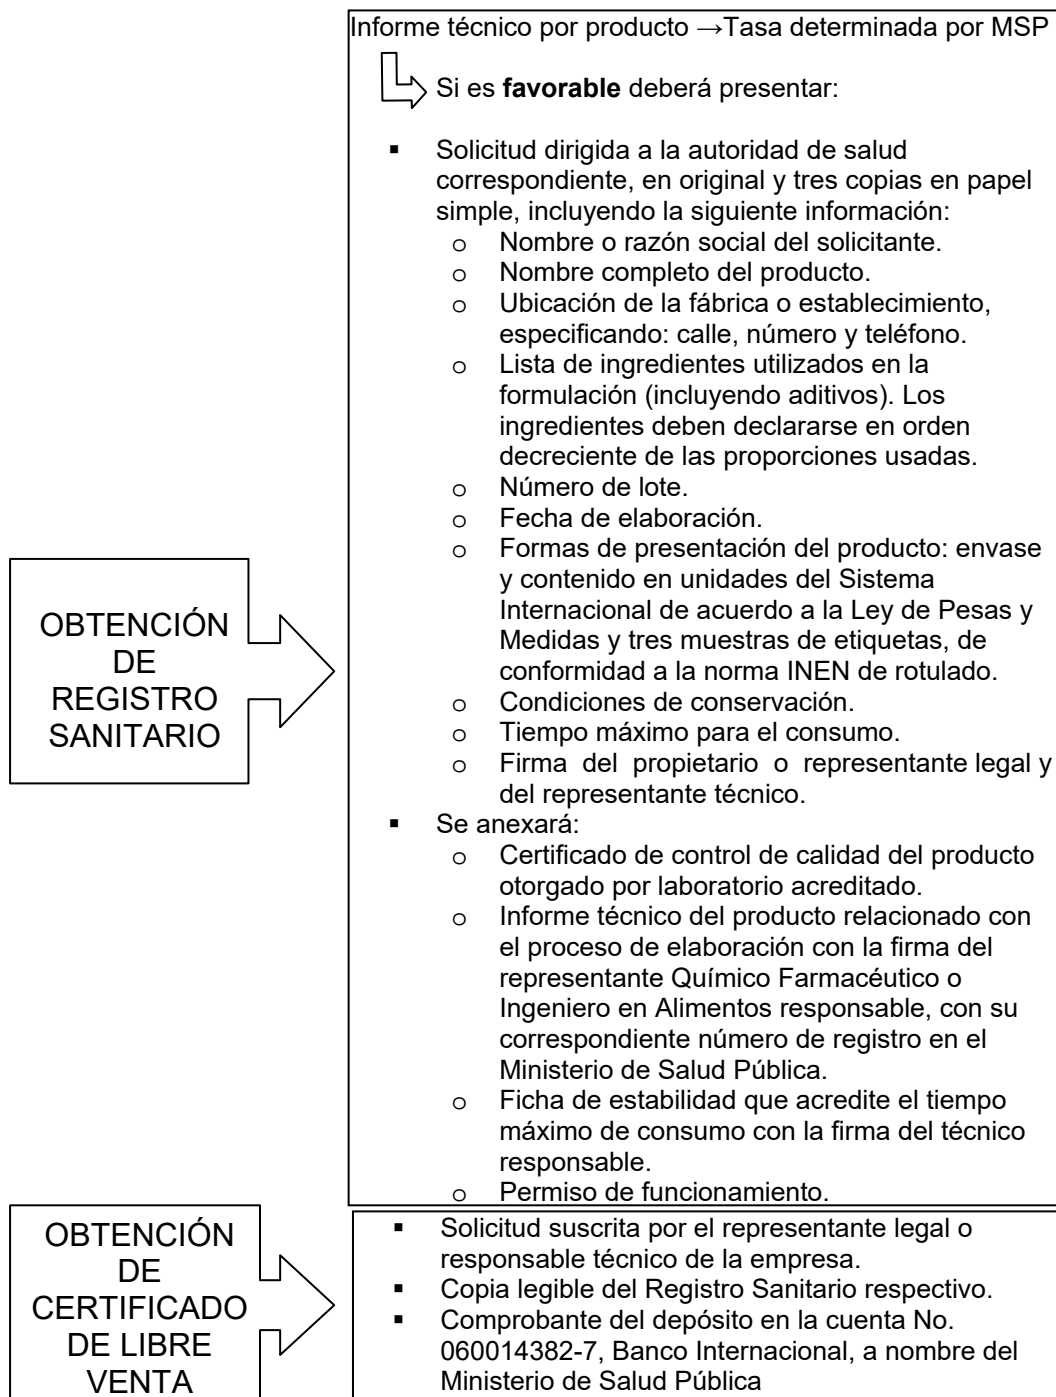 Informe técnico por producto →Tasa determinada por MSP
Si es favorable deberá presentar:
▪ Solicitud dirigida a la autoridad de salud
correspondiente, en original y tres copias en papel
simple, incluyendo la siguiente información:
o Nombre o razón social del solicitante.
o Nombre completo del producto.
o Ubicación de la fábrica o establecimiento,
especificando: calle, número y teléfono.
o Lista de ingredientes utilizados en la
formulación (incluyendo aditivos). Los
ingredientes deben declararse en orden
decreciente de las proporciones usadas.
o Número de lote.
o Fecha de elaboración.
o Formas de presentación del producto: envase
y contenido en unidades del Sistema
Internacional de acuerdo a la Ley de Pesas y
Medidas y tres muestras de etiquetas, de
conformidad a la norma INEN de rotulado.
o Condiciones de conservación.
o Tiempo máximo para el consumo.
o Firma del propietario o representante legal y
del representante técnico.
▪ Se anexará:
o Certificado de control de calidad del producto
otorgado por laboratorio acreditado.
o Informe técnico del producto relacionado con
el proceso de elaboración con la firma del
representante Químico Farmacéutico o
Ingeniero en Alimentos responsable, con su
correspondiente número de registro en el
Ministerio de Salud Pública.
o Ficha de estabilidad que acredite el tiempo
máximo de consumo con la firma del técnico
responsable.
o Permiso de funcionamiento.
OBTENCIÓN
DE
REGISTRO
SANITARIO
OBTENCIÓN
DE
CERTIFICADO
DE LIBRE
VENTA
▪ Solicitud suscrita por el representante legal o
responsable técnico de la empresa.
▪ Copia legible del Registro Sanitario respectivo.
▪ Comprobante del depósito en la cuenta No.
060014382-7, Banco Internacional, a nombre del
Ministerio de Salud Pública